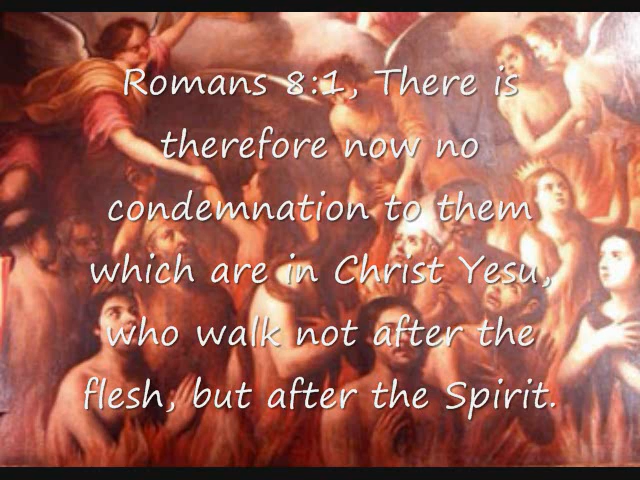 Romans 8:1, There is
therefore now no
condemnation to them
which are in Christ Yesu,
who walk not after the
flesh, but after the Spirit.